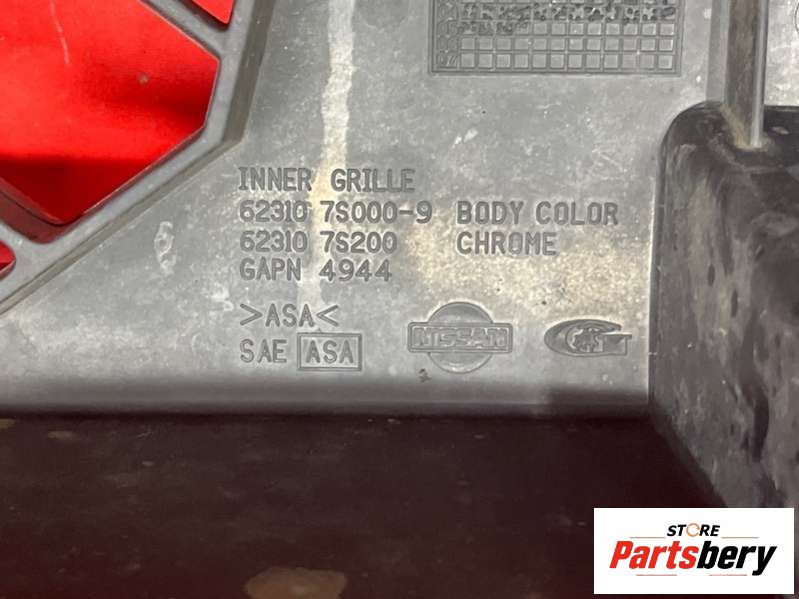 INNER GRILLE
62310 7S000-9 BODY COLOR
62310 7S200 CHROME
GAPN 4944
>ASA<
SAE ASA
NISSAN
STORE
Partsbery